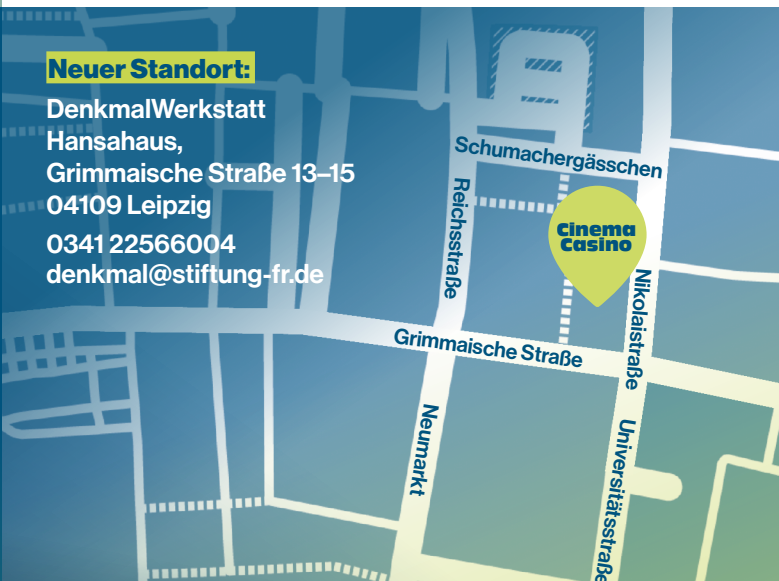 Neuer Standort:
DenkmalWerkstatt
Hansahaus,
Grimmaische Straße 13–15
04109 Leipzig
0341 22566004
denkmal@stiftung-fr.de
Schumachergässchen
Reichsstraße
Cinema
Casino
Nikolaistraße
Grimmaische Straße
Neumarkt
Universitätsstraße